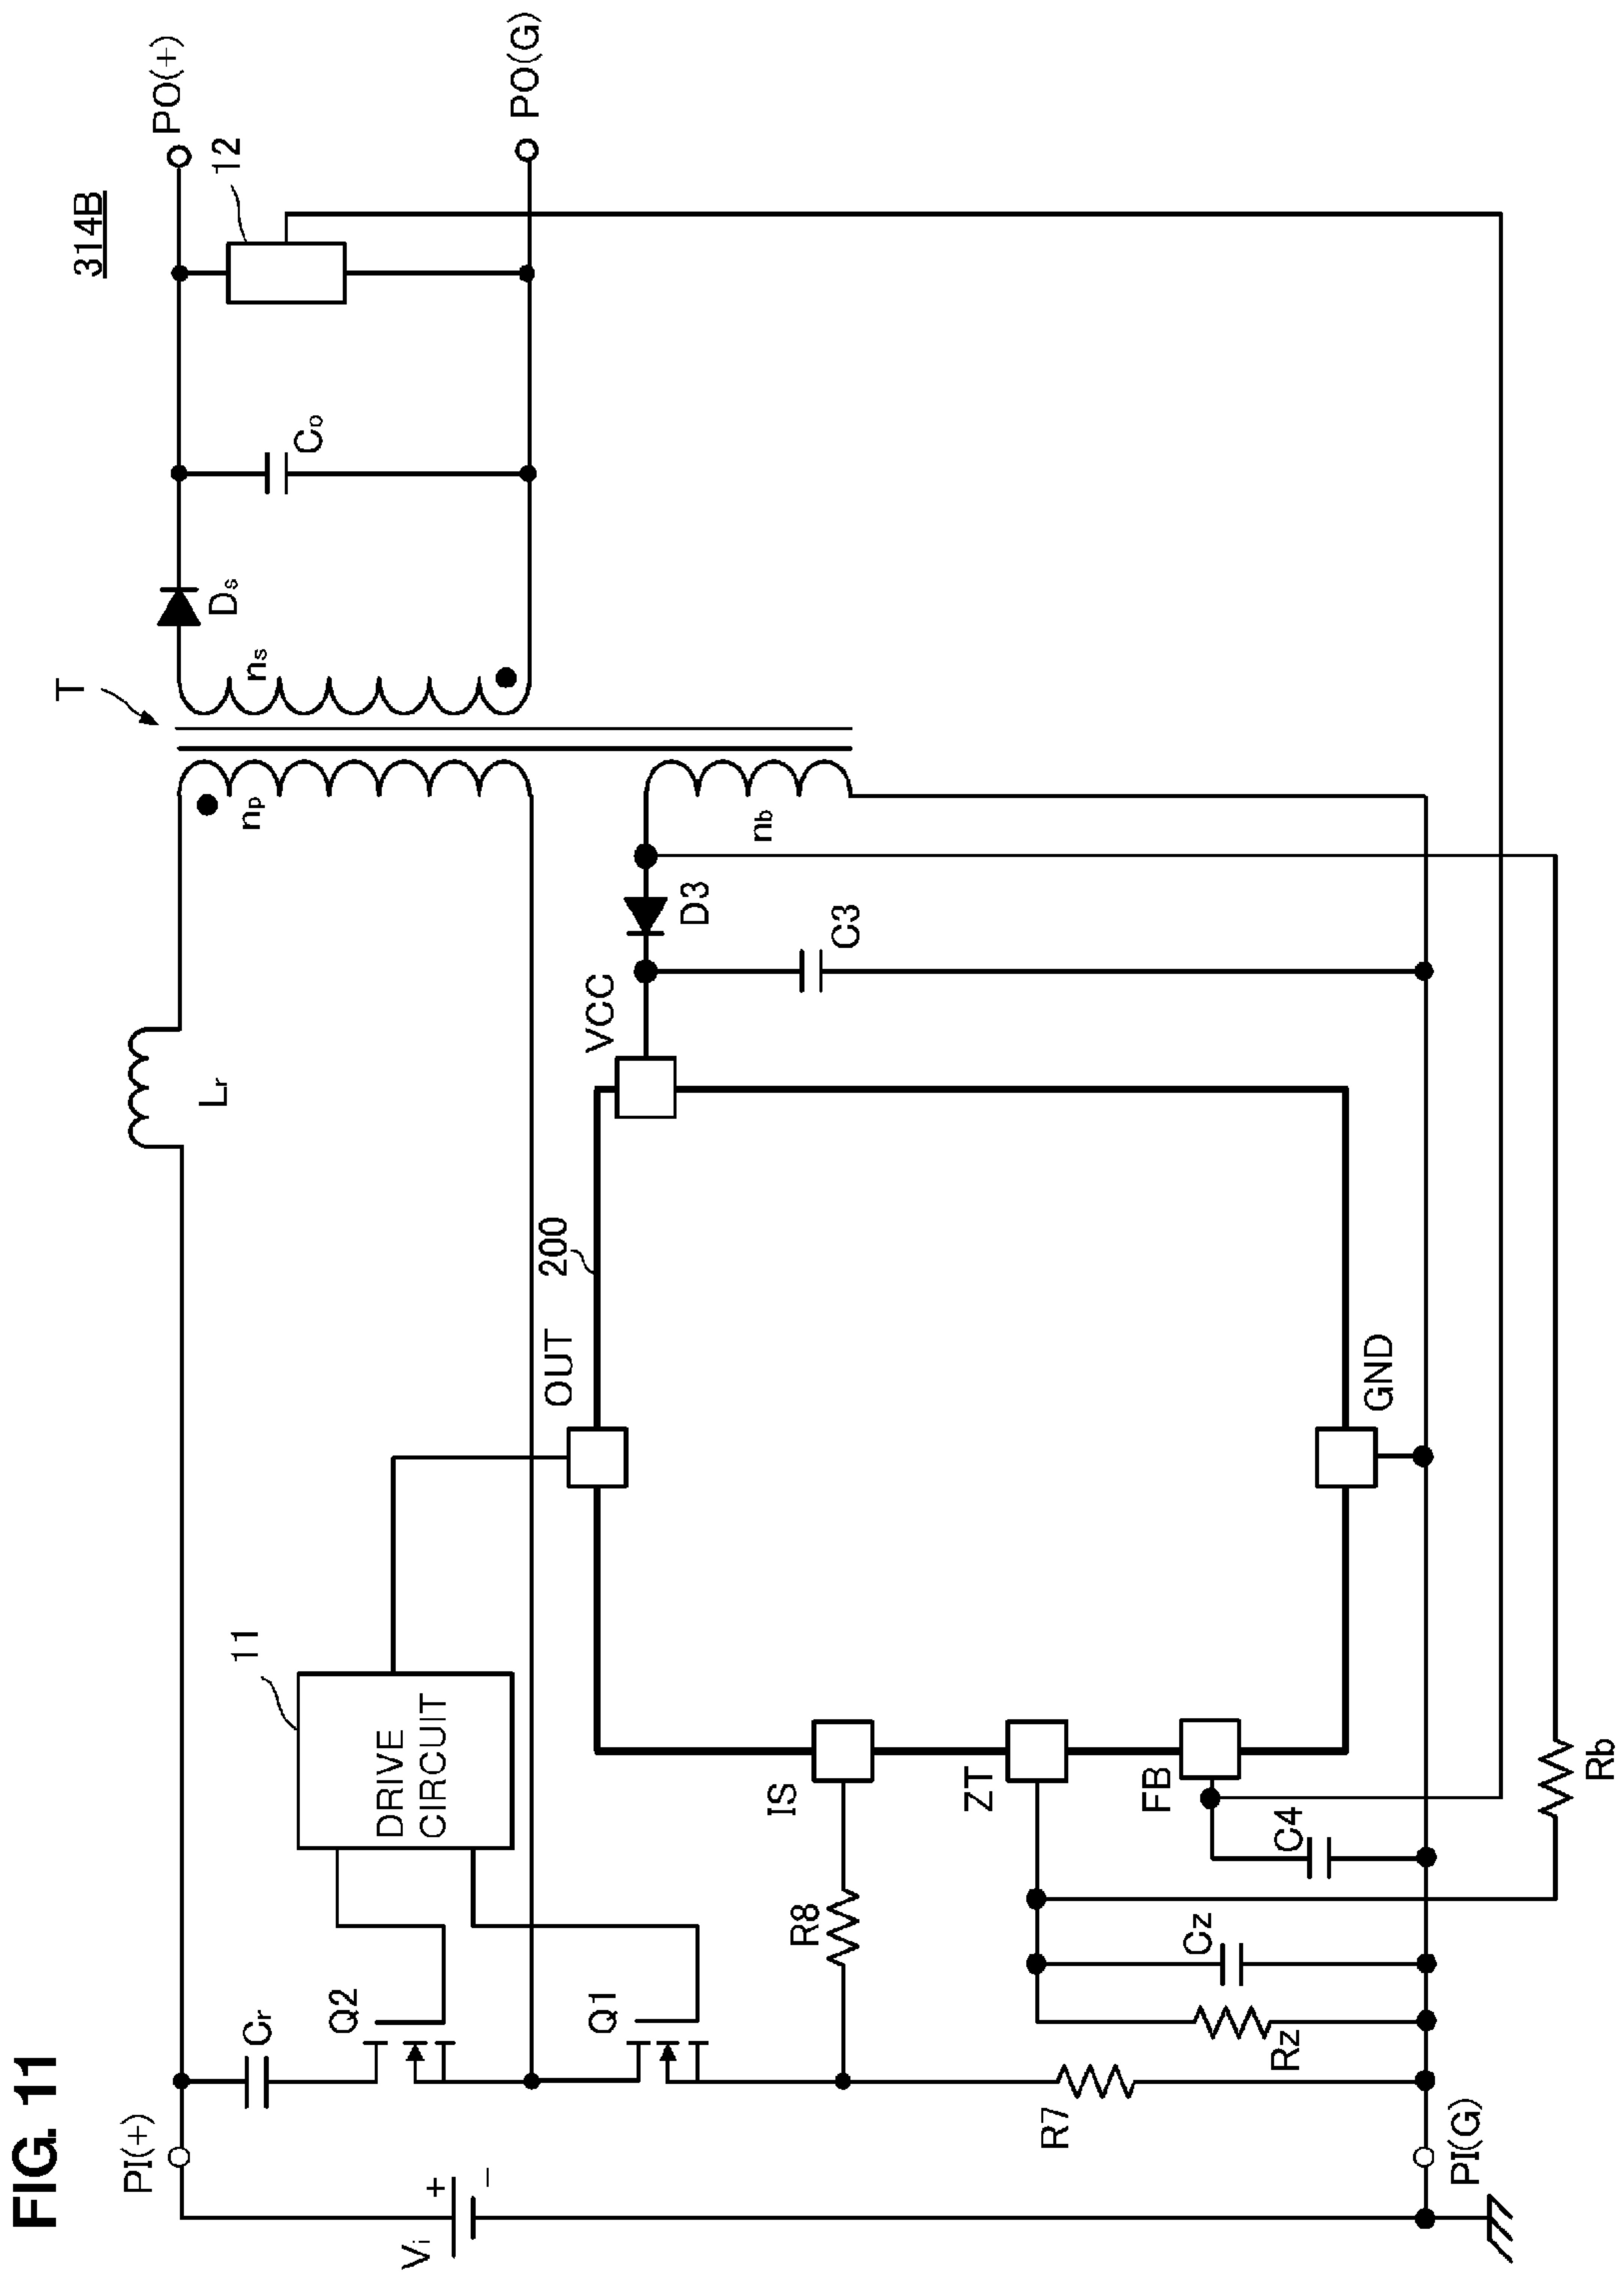 FIG. 11
314B
PI(+)
Vi
+
−
PI(G)
Cr
Q2
Q1
R7
R8
Rz
Cz
C4
Rb
11
DRIVE
CIRCUIT
OUT
200
VCC
IS
ZT
FB
GND
Lr
T
np
ns
nb
D3
C3
Ds
Co
12
PO(+)
PO(G)